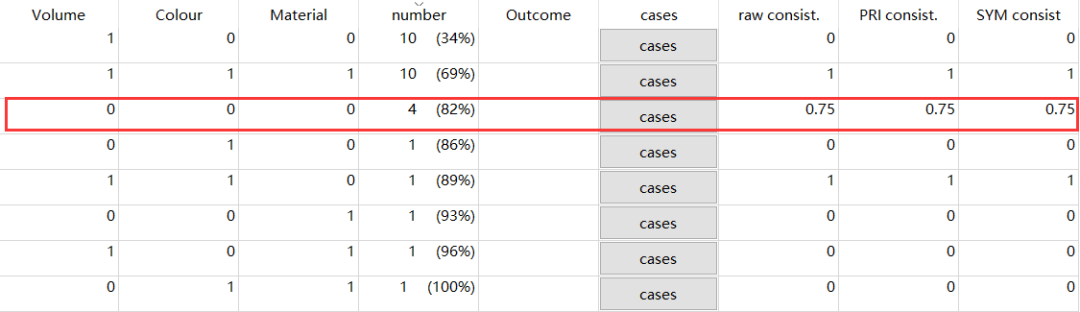 Volume Colour Material number Outcome cases raw consist. PRI consist. SYM consist
1 0 0 10 (34%) cases 0 0 0
1 1 1 10 (69%) cases 1 1 1
0 0 0 4 (82%) cases 0.75 0.75 0.75
0 1 0 1 (86%) cases 0 0 0
1 1 0 1 (89%) cases 1 1 1
0 0 1 1 (93%) cases 0 0 0
1 0 1 1 (96%) cases 0 0 0
0 1 1 1 (100%) cases 0 0 0